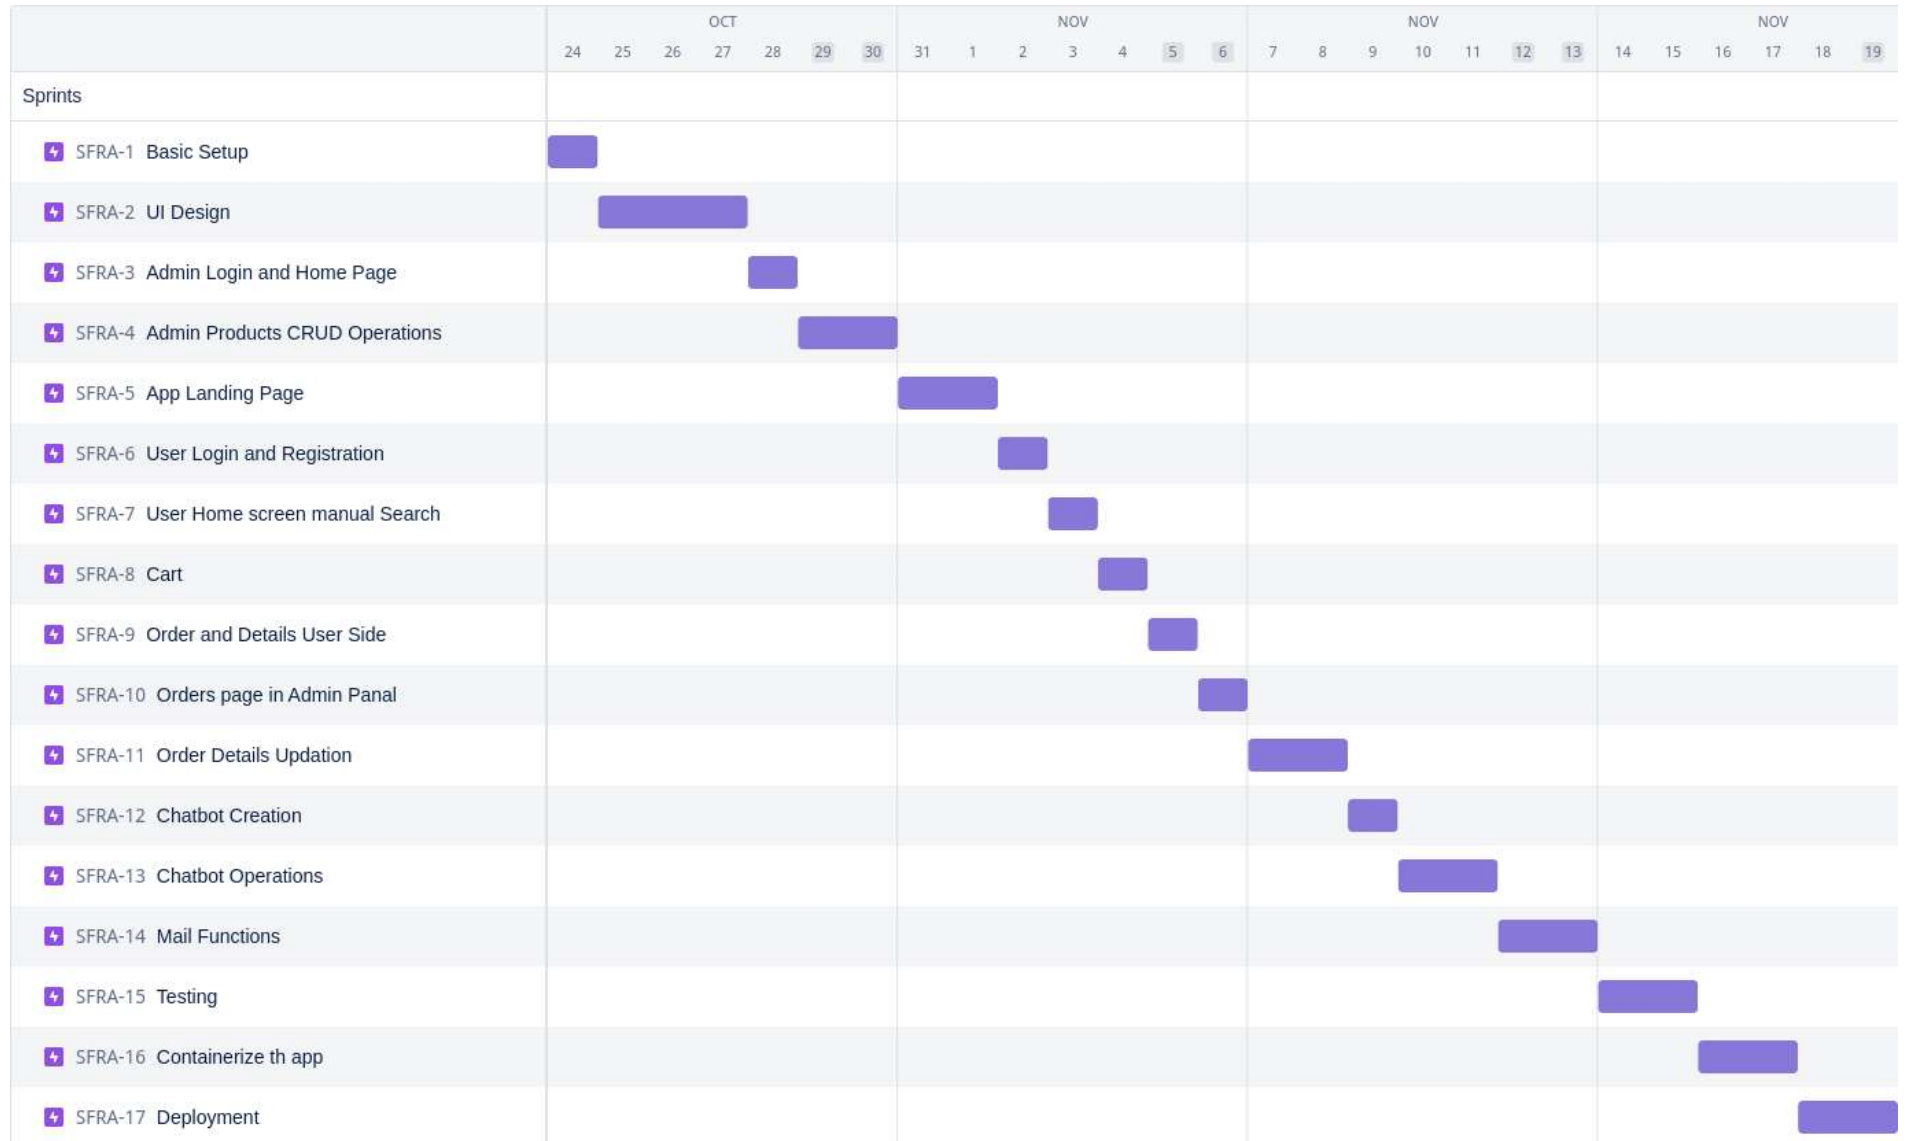 OCT NOV NOV NOV
24 25 26 27 28 29 30 31 1 2 3 4 5 6 7 8 9 10 11 12 13 14 15 16 17 18 19
Sprints
SFRA-1 Basic Setup
SFRA-2 UI Design
SFRA-3 Admin Login and Home Page
SFRA-4 Admin Products CRUD Operations
SFRA-5 App Landing Page
SFRA-6 User Login and Registration
SFRA-7 User Home screen manual Search
SFRA-8 Cart
SFRA-9 Order and Details User Side
SFRA-10 Orders page in Admin Panal
SFRA-11 Order Details Updation
SFRA-12 Chatbot Creation
SFRA-13 Chatbot Operations
SFRA-14 Mail Functions
SFRA-15 Testing
SFRA-16 Containerize th app
SFRA-17 Deployment